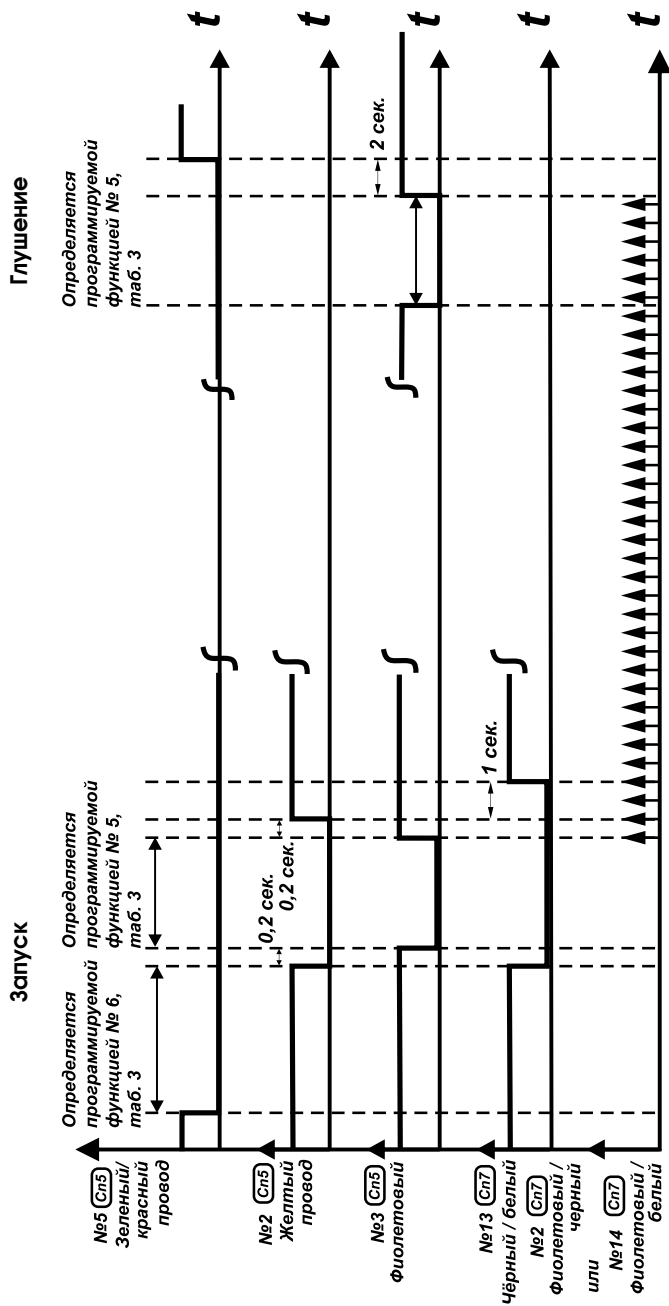 Запуск
Глушение
Определяется
программируемой
функцией № 6,
таб. 3
Определяется
программируемой
функцией № 5,
таб. 3
Определяется
программируемой
функцией № 5,
таб. 3
№5 Cn5
Зеленый/
красный
провод
t
№2 Cn5
Желтый
провод
0,2 сек.
0,2 сек.
t
№3 Cn5
Фиолетовый
2 сек.
t
№13 Cn7
Чёрный / белый
1 сек.
t
№2 Cn7
Фиолетовый /
черный
или
№14 Cn7
Фиолетовый /
белый
t